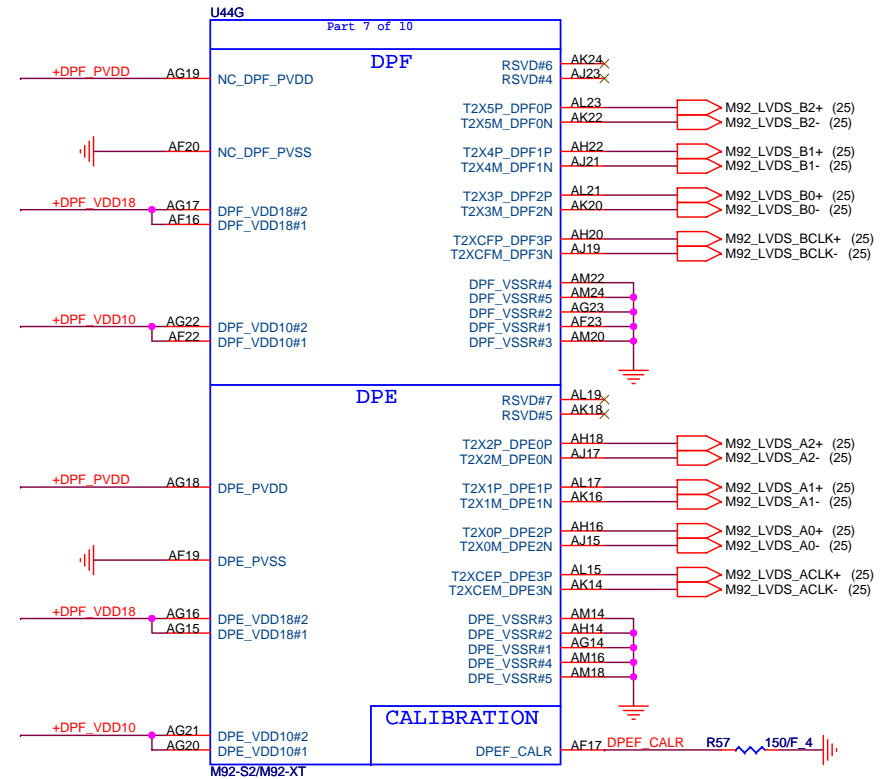 U44G
Part 7 of 10
DPF
RSVD#6 AK24
RSVD#4 AJ23
+DPF_PVDD AG19 NC_DPF_PVDD
T2X5P_DPF0P AL23 M92_LVDS_B2+ (25)
T2X5M_DPF0N AK22 M92_LVDS_B2- (25)
AF20 NC_DPF_PVSS
T2X4P_DPF1P AH22 M92_LVDS_B1+ (25)
T2X4M_DPF1N AJ21 M92_LVDS_B1- (25)
+DPF_VDD18 AG17 DPF_VDD18#2
AF16 DPF_VDD18#1
T2X3P_DPF2P AL21 M92_LVDS_B0+ (25)
T2X3M_DPF2N AK20 M92_LVDS_B0- (25)
T2XCFP_DPF3P AH20 M92_LVDS_BCLK+ (25)
T2XCFM_DPF3N AJ19 M92_LVDS_BCLK- (25)
DPF_VSSR#4 AM22
DPF_VSSR#5 AM24
DPF_VSSR#2 AG23
DPF_VSSR#1 AF23
DPF_VSSR#3 AM20
+DPF_VDD10 AG22 DPF_VDD10#2
AF22 DPF_VDD10#1
DPE
RSVD#7 AL19
RSVD#5 AK18
T2X2P_DPE0P AH18 M92_LVDS_A2+ (25)
T2X2M_DPE0N AJ17 M92_LVDS_A2- (25)
+DPF_PVDD AG18 DPE_PVDD
T2X1P_DPE1P AL17 M92_LVDS_A1+ (25)
T2X1M_DPE1N AK16 M92_LVDS_A1- (25)
T2X0P_DPE2P AH16 M92_LVDS_A0+ (25)
T2X0M_DPE2N AJ15 M92_LVDS_A0- (25)
AF19 DPE_PVSS
T2XCEP_DPE3P AL15 M92_LVDS_ACLK+ (25)
T2XCEM_DPE3N AK14 M92_LVDS_ACLK- (25)
+DPF_VDD18 AG16 DPE_VDD18#2
AG15 DPE_VDD18#1
DPE_VSSR#3 AM14
DPE_VSSR#2 AH14
DPE_VSSR#1 AG14
DPE_VSSR#4 AM16
DPE_VSSR#5 AM18
CALIBRATION
+DPF_VDD10 AG21 DPE_VDD10#2
AG20 DPE_VDD10#1
DPEF_CALR AF17 DPEF_CALR R57 150/F_4
M92-S2/M92-XT